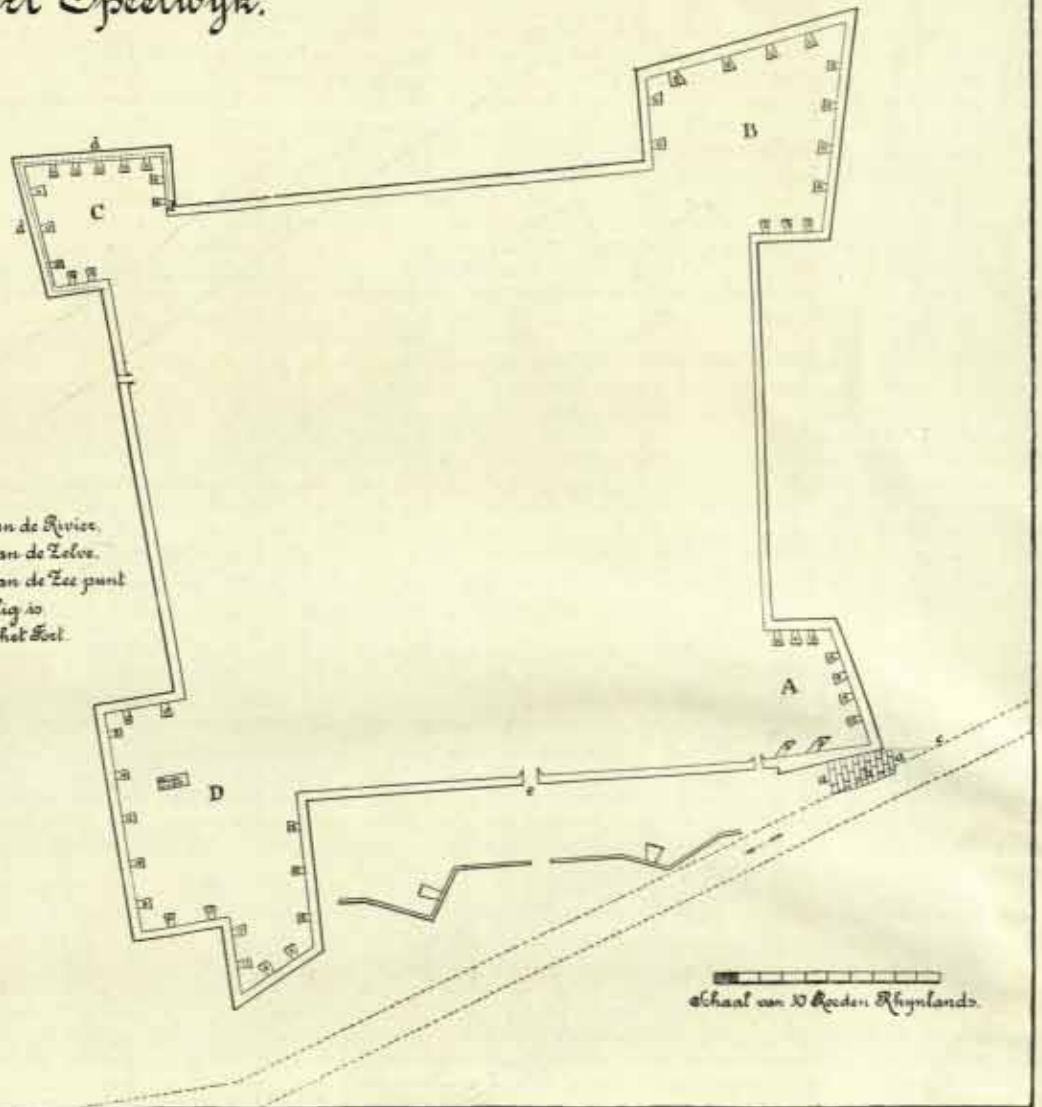 Speelwyk.
d
B
C
d
an de Rivier,
an de Zelve.
an de Zee punt
lig is
het Fort.
A
c
a
a
D
e
Schaal van 10 Roeden Rhynlands.